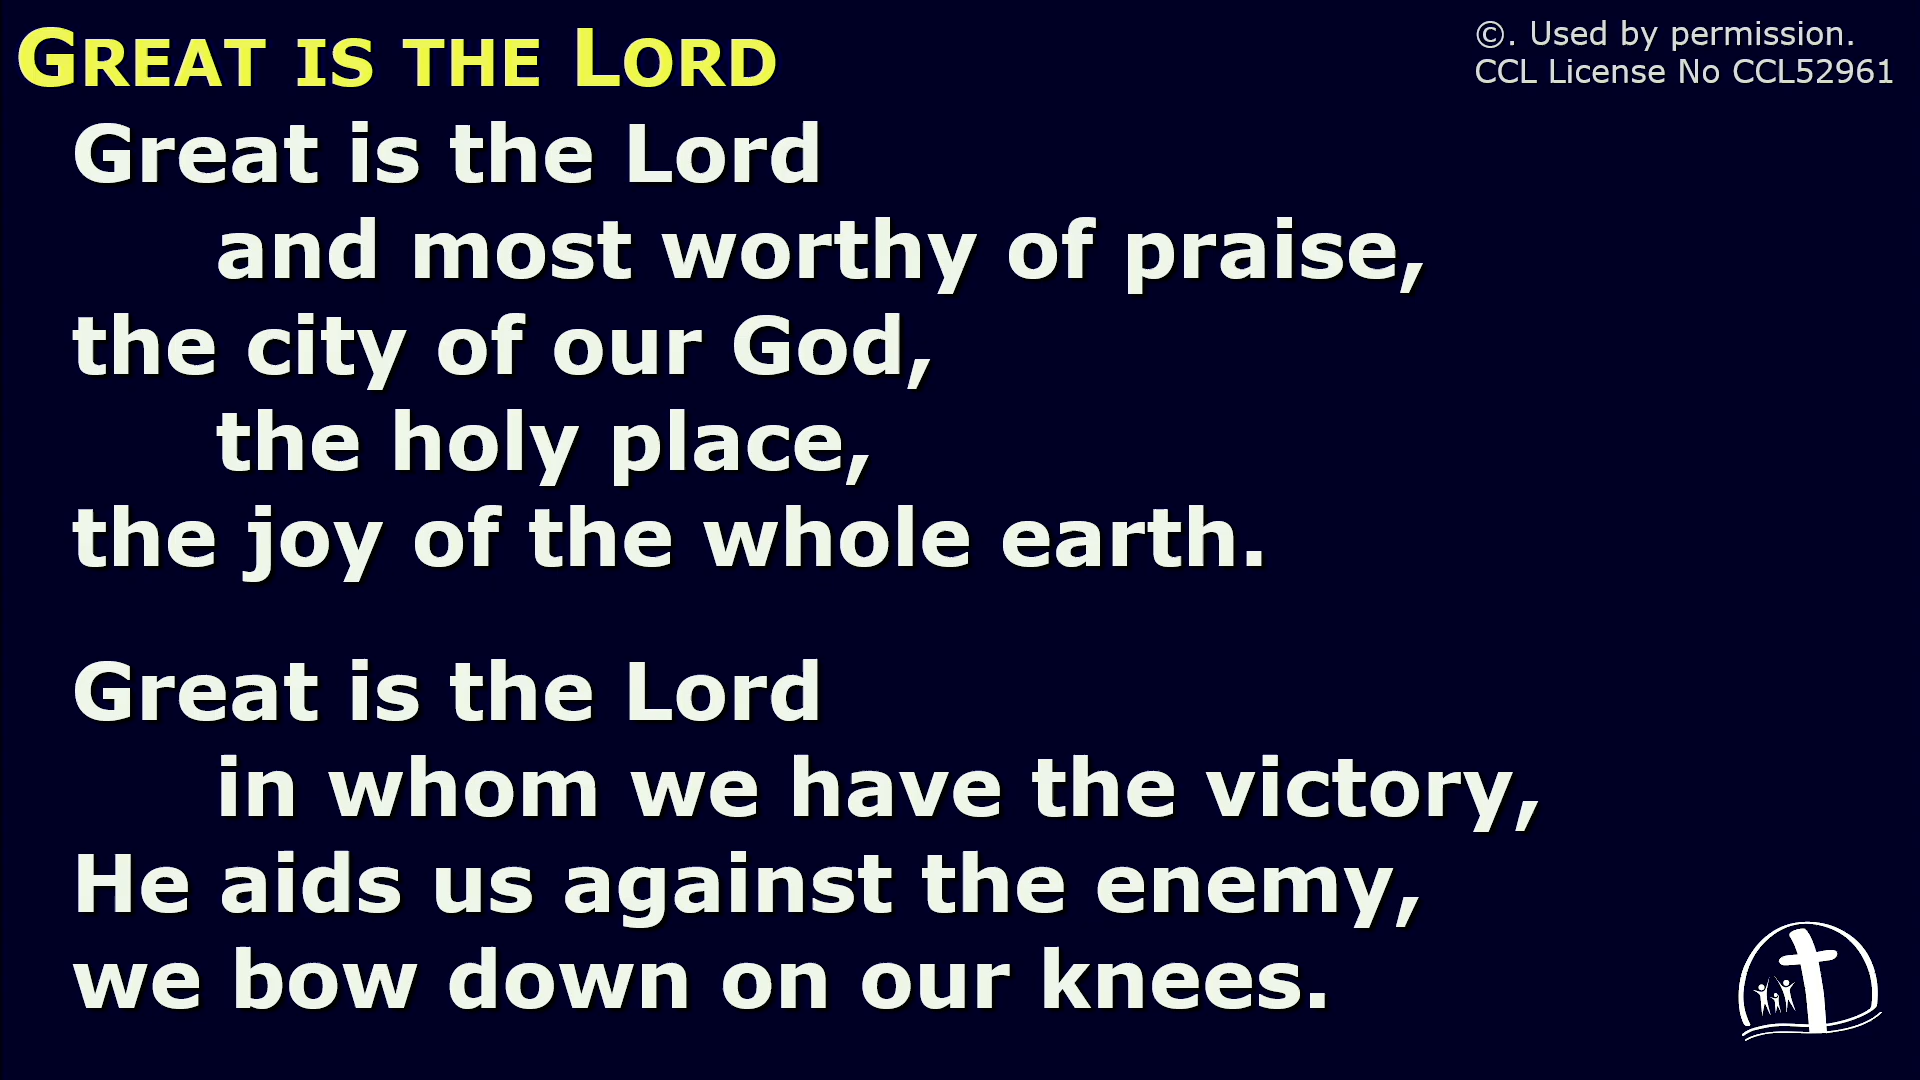 GREAT IS THE LORD
©. Used by permission.
CCL License No CCL52961
Great is the Lord
and most worthy of praise,
the city of our God,
the holy place,
the joy of the whole earth.
Great is the Lord
in whom we have the victory,
He aids us against the enemy,
we bow down on our knees.